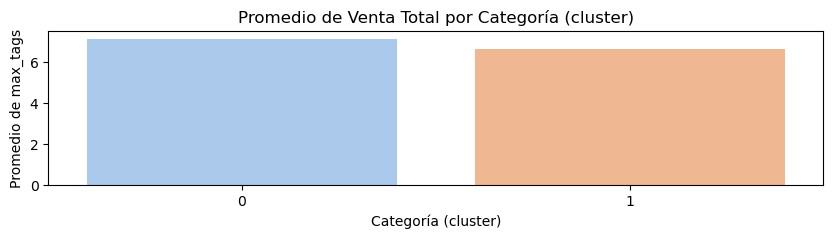 Promedio de Venta Total por Categoría (cluster)
Promedio de max_tags
6
4
2
0
0 1
Categoría (cluster)